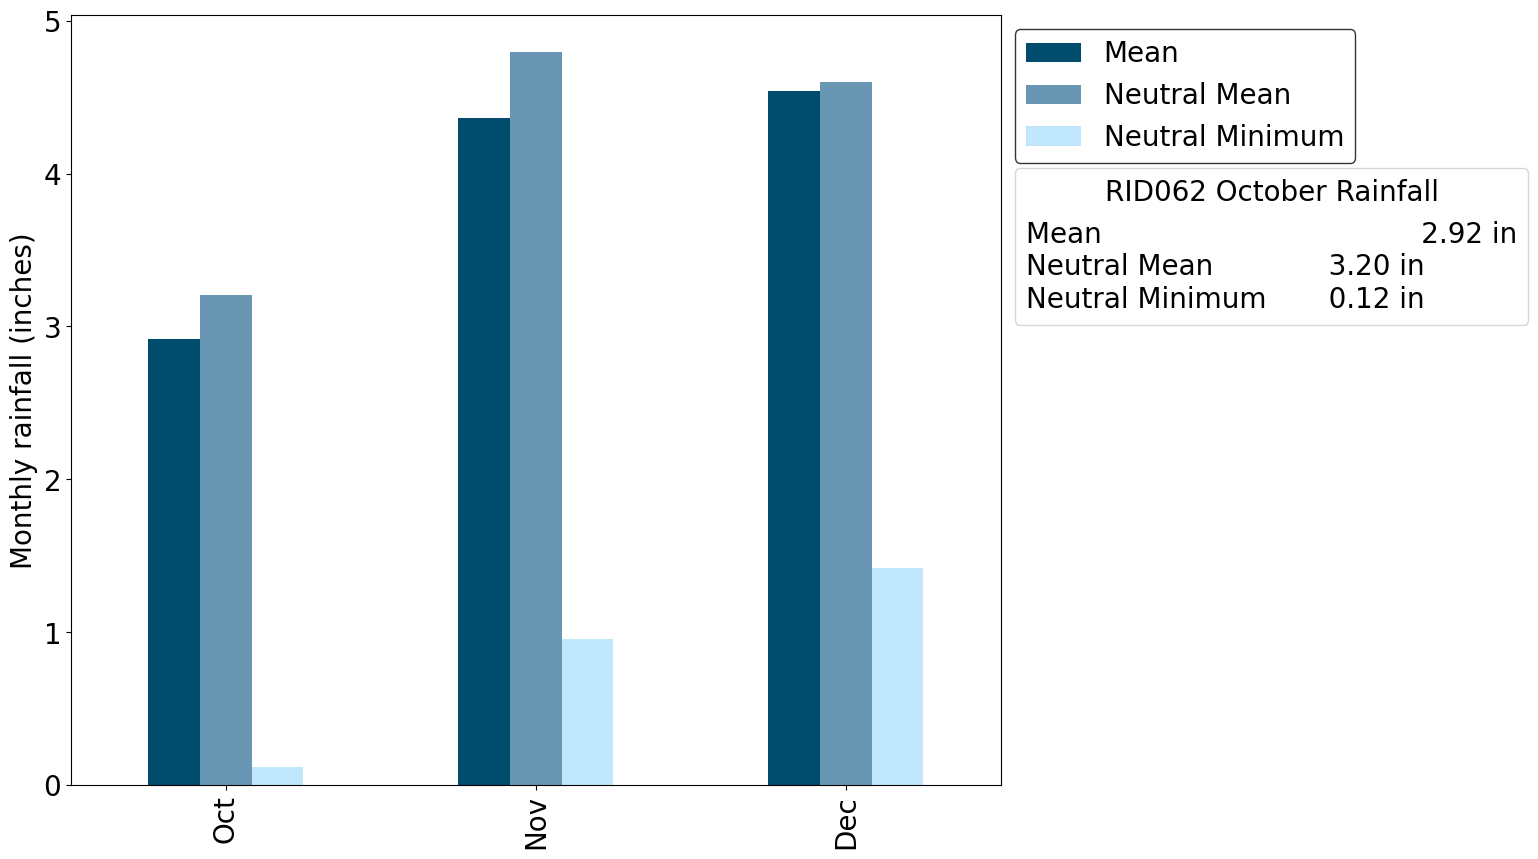 Monthly rainfall (inches)
5
4
3
2
1
0
Oct
Nov
Dec
Mean
Neutral Mean
Neutral Minimum
RID062 October Rainfall
Mean 2.92 in
Neutral Mean 3.20 in
Neutral Minimum 0.12 in